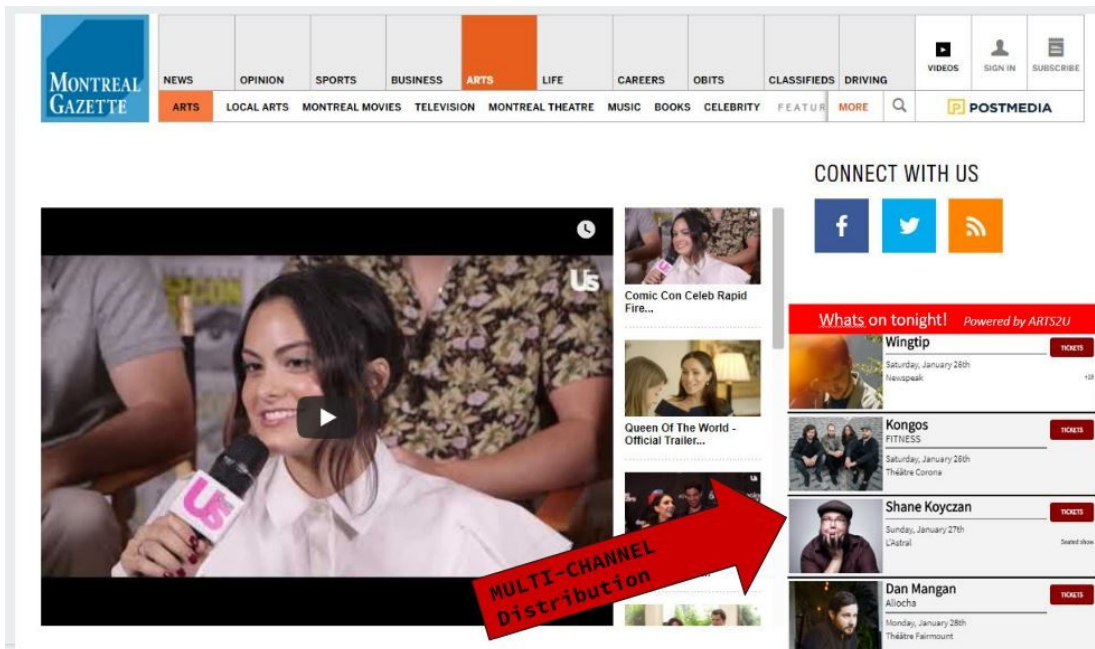 MONTREAL
GAZETTE
NEWS OPINION SPORTS BUSINESS ARTS LIFE CAREERS OBITS CLASSIFIEDS DRIVING
VIDEOS SIGN IN SUBSCRIBE
ARTS LOCAL ARTS MONTREAL MOVIES TELEVISION MONTREAL THEATRE MUSIC BOOKS CELEBRITY FEATUR MORE
P POSTMEDIA
CONNECT WITH US
Us
Us
Comic Con Celeb Rapid
Fire...
Queen Of The World -
Official Trailer...
MULTI-CHANNEL
Distribution
Whats on tonight! Powered by ARTS2U
Wingtip
TICKETS
Saturday, January 26th
Newspeak
+18
Kongos
TICKETS
FITNESS
Saturday, January 26th
Théâtre Corona
Shane Koyczan
TICKETS
Sunday, January 27th
L'Astral
Seated show
Dan Mangan
TICKETS
Aliocha
Monday, January 28th
Théâtre Fairmount